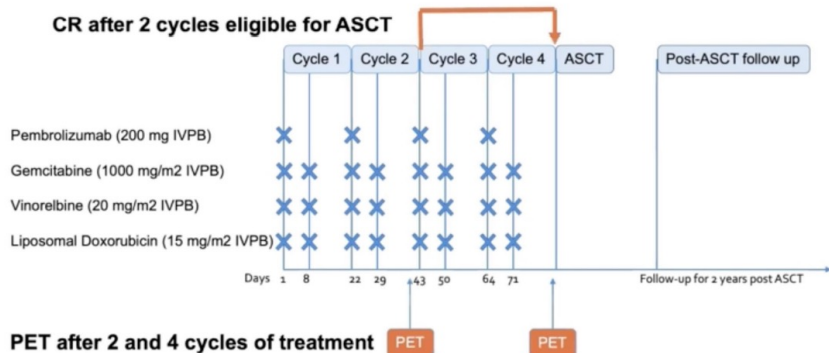 CR after 2 cycles eligible for ASCT
Cycle 1 Cycle 2 Cycle 3 Cycle 4 ASCT Post-ASCT follow up
Pembrolizumab (200 mg IVPB)
Gemcitabine (1000 mg/m2 IVPB)
Vinorelbine (20 mg/m2 IVPB)
Liposomal Doxorubicin (15 mg/m2 IVPB)
Days 1 8 22 29 43 50 64 71 Follow-up for 2 years post ASCT
PET after 2 and 4 cycles of treatment PET PET